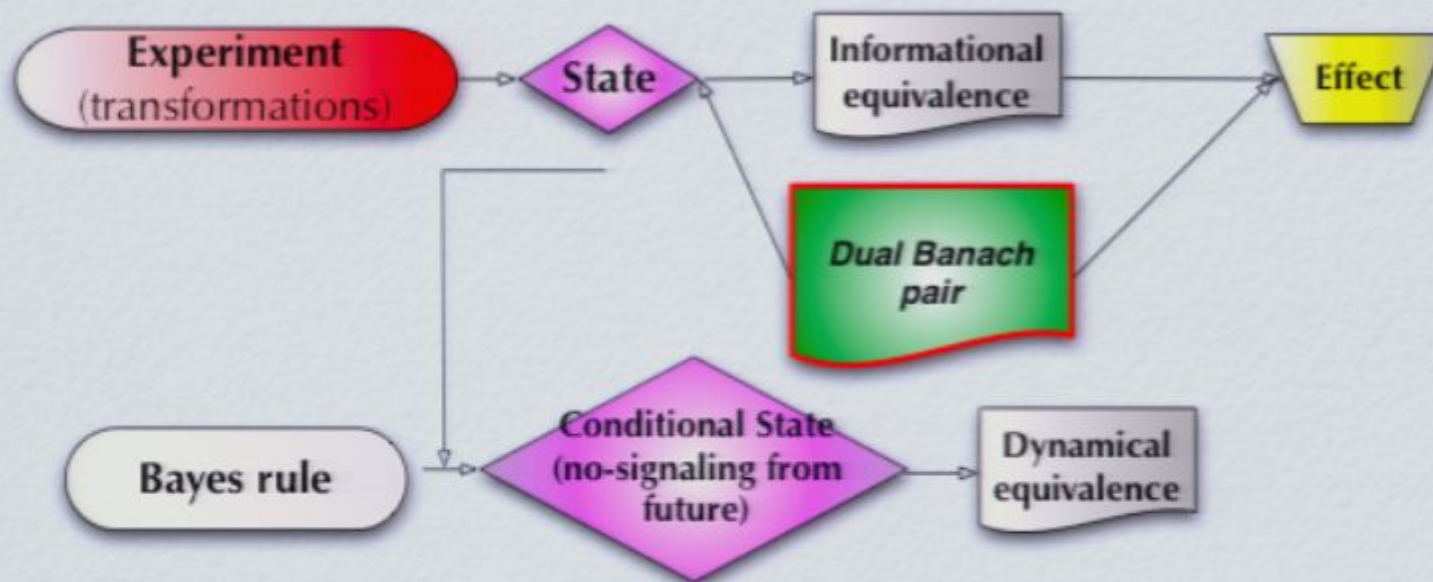 Experiment
(transformations)
State
Informational
equivalence
Effect
Dual Banach
pair
Bayes rule
Conditional State
(no-signaling from
future)
Dynamical
equivalence